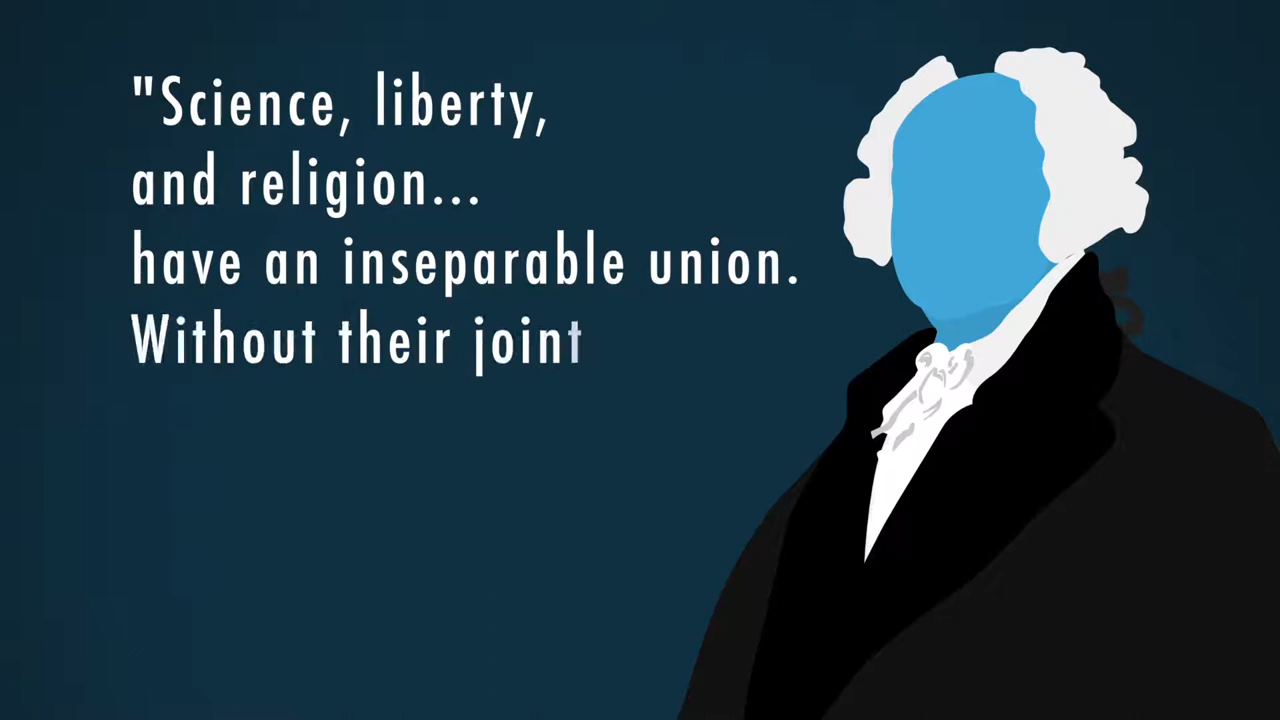 "Science, liberty,
and religion...
have an inseparable union.
Without their joint